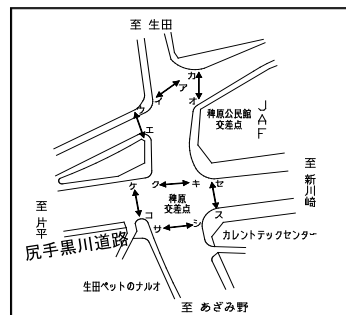 至 生田
カ
ア
イ
オ
ウ
エ
稗原公民館
交差点
JAF
至 新川崎
ケ
ク
キ
セ
稗原
交差点
コ
サ
シ
ス
至 片平
尻手黒川道路
カレントテックセンター
生田ペットのナルオ
至 あざみ野